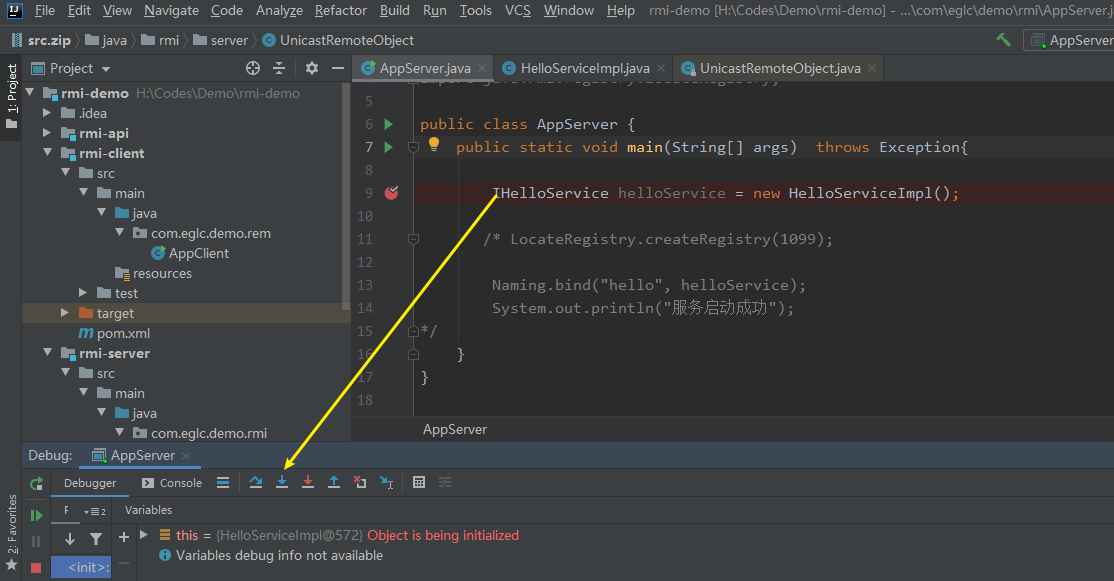 File Edit View Navigate Code Analyze Refactor Build Run Tools VCS Window Help rmi-demo [H:\Codes\Demo\rmi-demo] - ...\com\eglc\demo\rmi\AppServer.j
src.zip java rmi server UnicastRemoteObject AppServer
1: Project
Project
AppServer.java HelloServiceImpl.java UnicastRemoteObject.java
rmi-demo H:\Codes\Demo\rmi-demo
.idea
rmi-api
rmi-client
src
main
java
com.eglc.demo.rem
AppClient
resources
test
target
pom.xml
rmi-server
src
main
java
com.eglc.demo.rmi
5
6 public class AppServer {
7 public static void main(String[] args) throws Exception{
8
9 IHelloService helloService = new HelloServiceImpl();
10
11 /* LocateRegistry.createRegistry(1099);
12
13 Naming.bind("hello", helloService);
14 System.out.println("服务启动成功");
15 */
16 }
17 }
18
AppServer
Debug: AppServer
Debugger Console
F 2 Variables
this = {HelloServiceImpl@572} Object is being initialized
Variables debug info not available
<init>:
2: Favorites